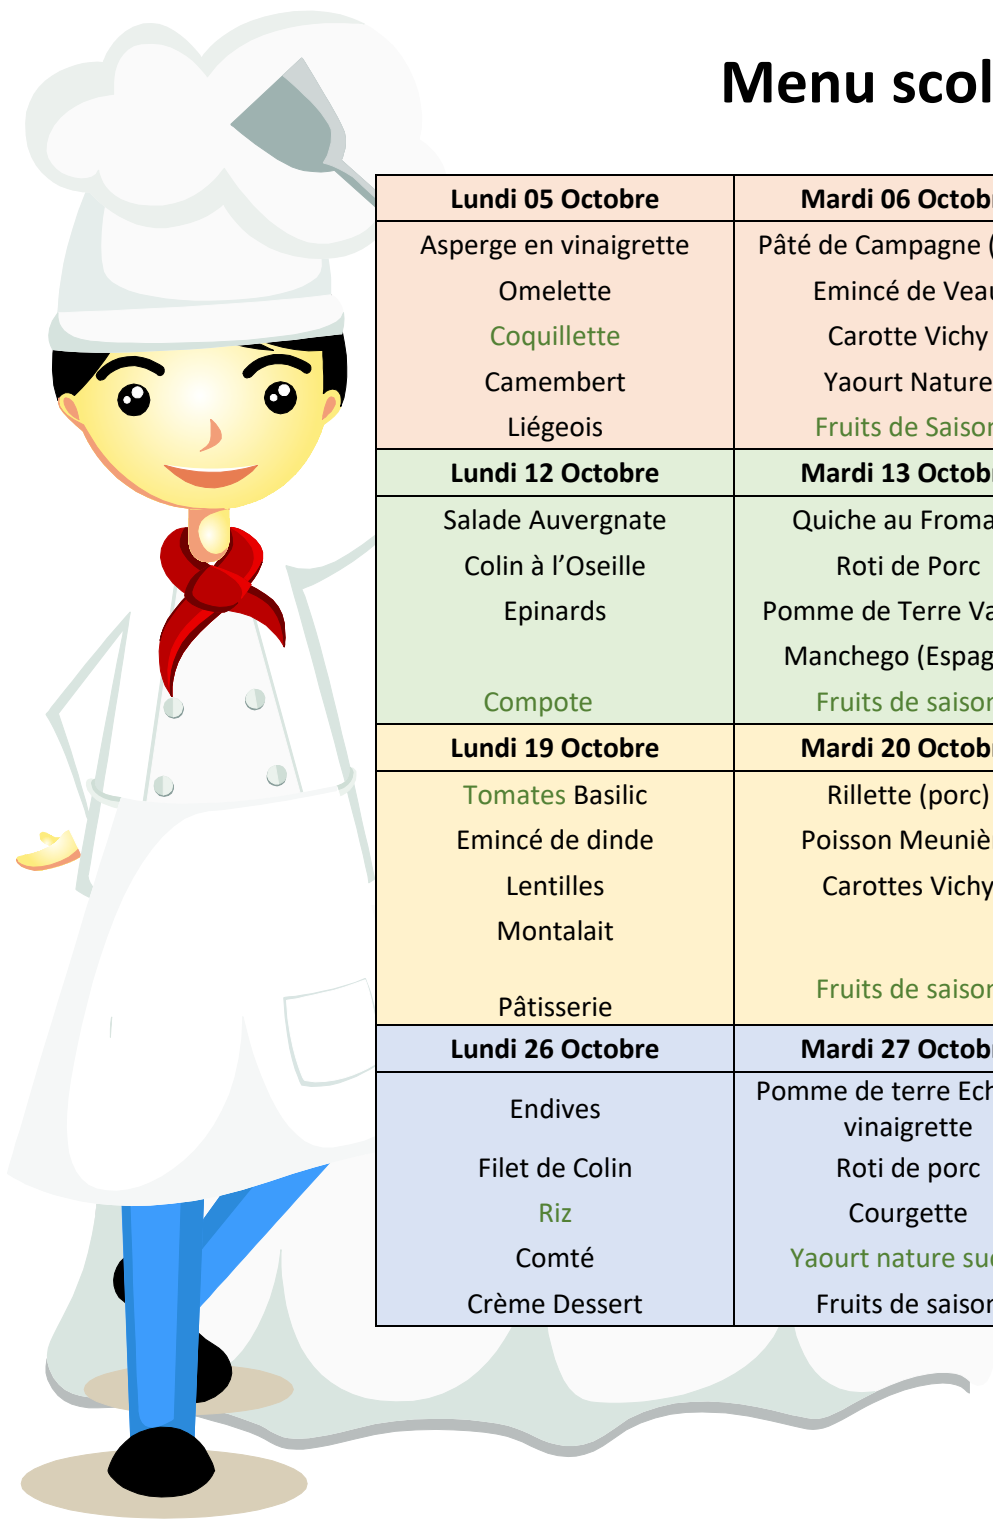 Menu scol
Lundi 05 Octobre
Mardi 06 Octobr
Asperge en vinaigrette
Pâté de Campagne (
Omelette
Emincé de Veau
Coquillette
Carotte Vichy
Camembert
Yaourt Nature
Liégeois
Fruits de Saison
Lundi 12 Octobre
Mardi 13 Octob
Salade Auvergnate
Quiche au Froma
Colin à l’Oseille
Roti de Porc
Epinards
Pomme de Terre Va
Manchego (Espag
Compote
Fruits de saison
Lundi 19 Octobre
Mardi 20 Octob
Tomates Basilic
Rillette (porc)
Emincé de dinde
Poisson Meuniè
Lentilles
Carottes Vichy
Montalait
Fruits de saison
Pâtisserie
Lundi 26 Octobre
Mardi 27 Octob
Endives
Pomme de terre Ech
vinaigrette
Filet de Colin
Roti de porc
Riz
Courgette
Comté
Yaourt nature su
Crème Dessert
Fruits de saison